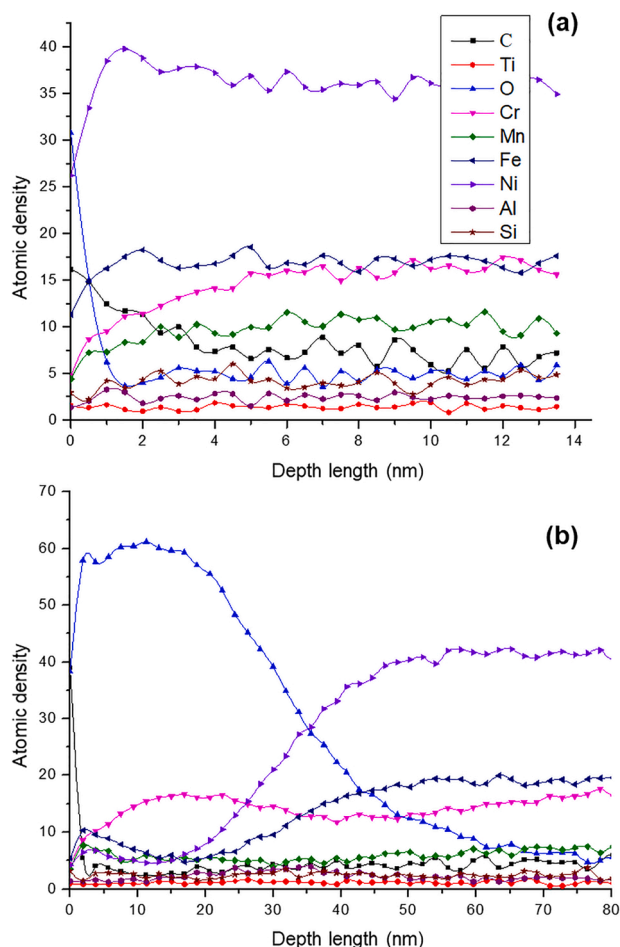 (a)
C
Ti
O
Cr
Mn
Fe
Ni
Al
Si
Atomic density
40
35
30
25
20
15
10
5
0
0 2 4 6 8 10 12 14
Depth length (nm)
(b)
Atomic density
70
60
50
40
30
20
10
0
0 10 20 30 40 50 60 70 80
Depth length (nm)